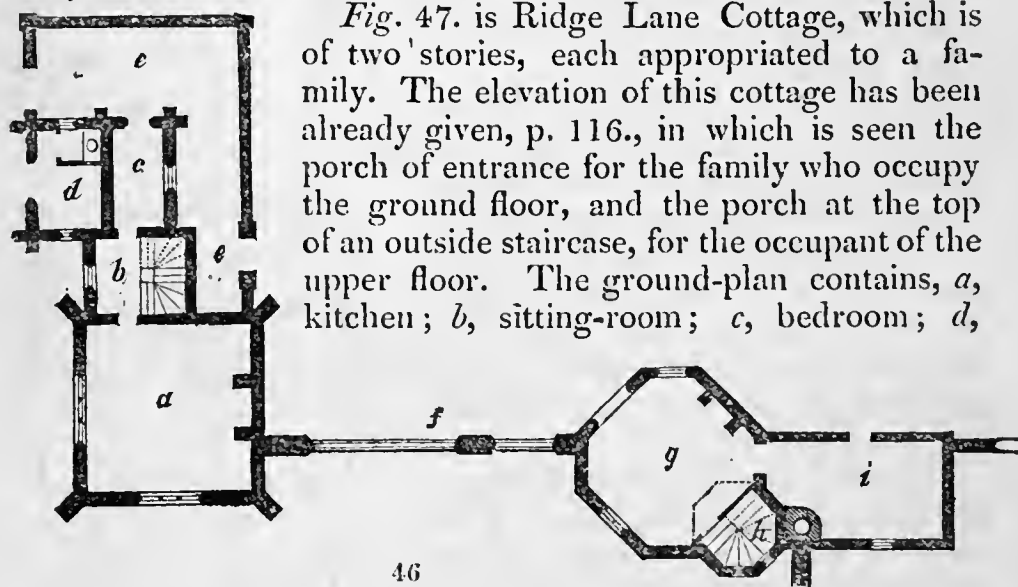 Fig. 47. is Ridge Lane Cottage, which is
of two stories, each appropriated to a fa-
mily. The elevation of this cottage has been
already given, p. 116., in which is seen the
porch of entrance for the family who occupy
the ground floor, and the porch at the top
of an outside staircase, for the occupant of the
upper floor. The ground-plan contains, a,
kitchen; b, sitting-room; c, bedroom; d,
e
c
d
b
e
a
f
g
i
h
46